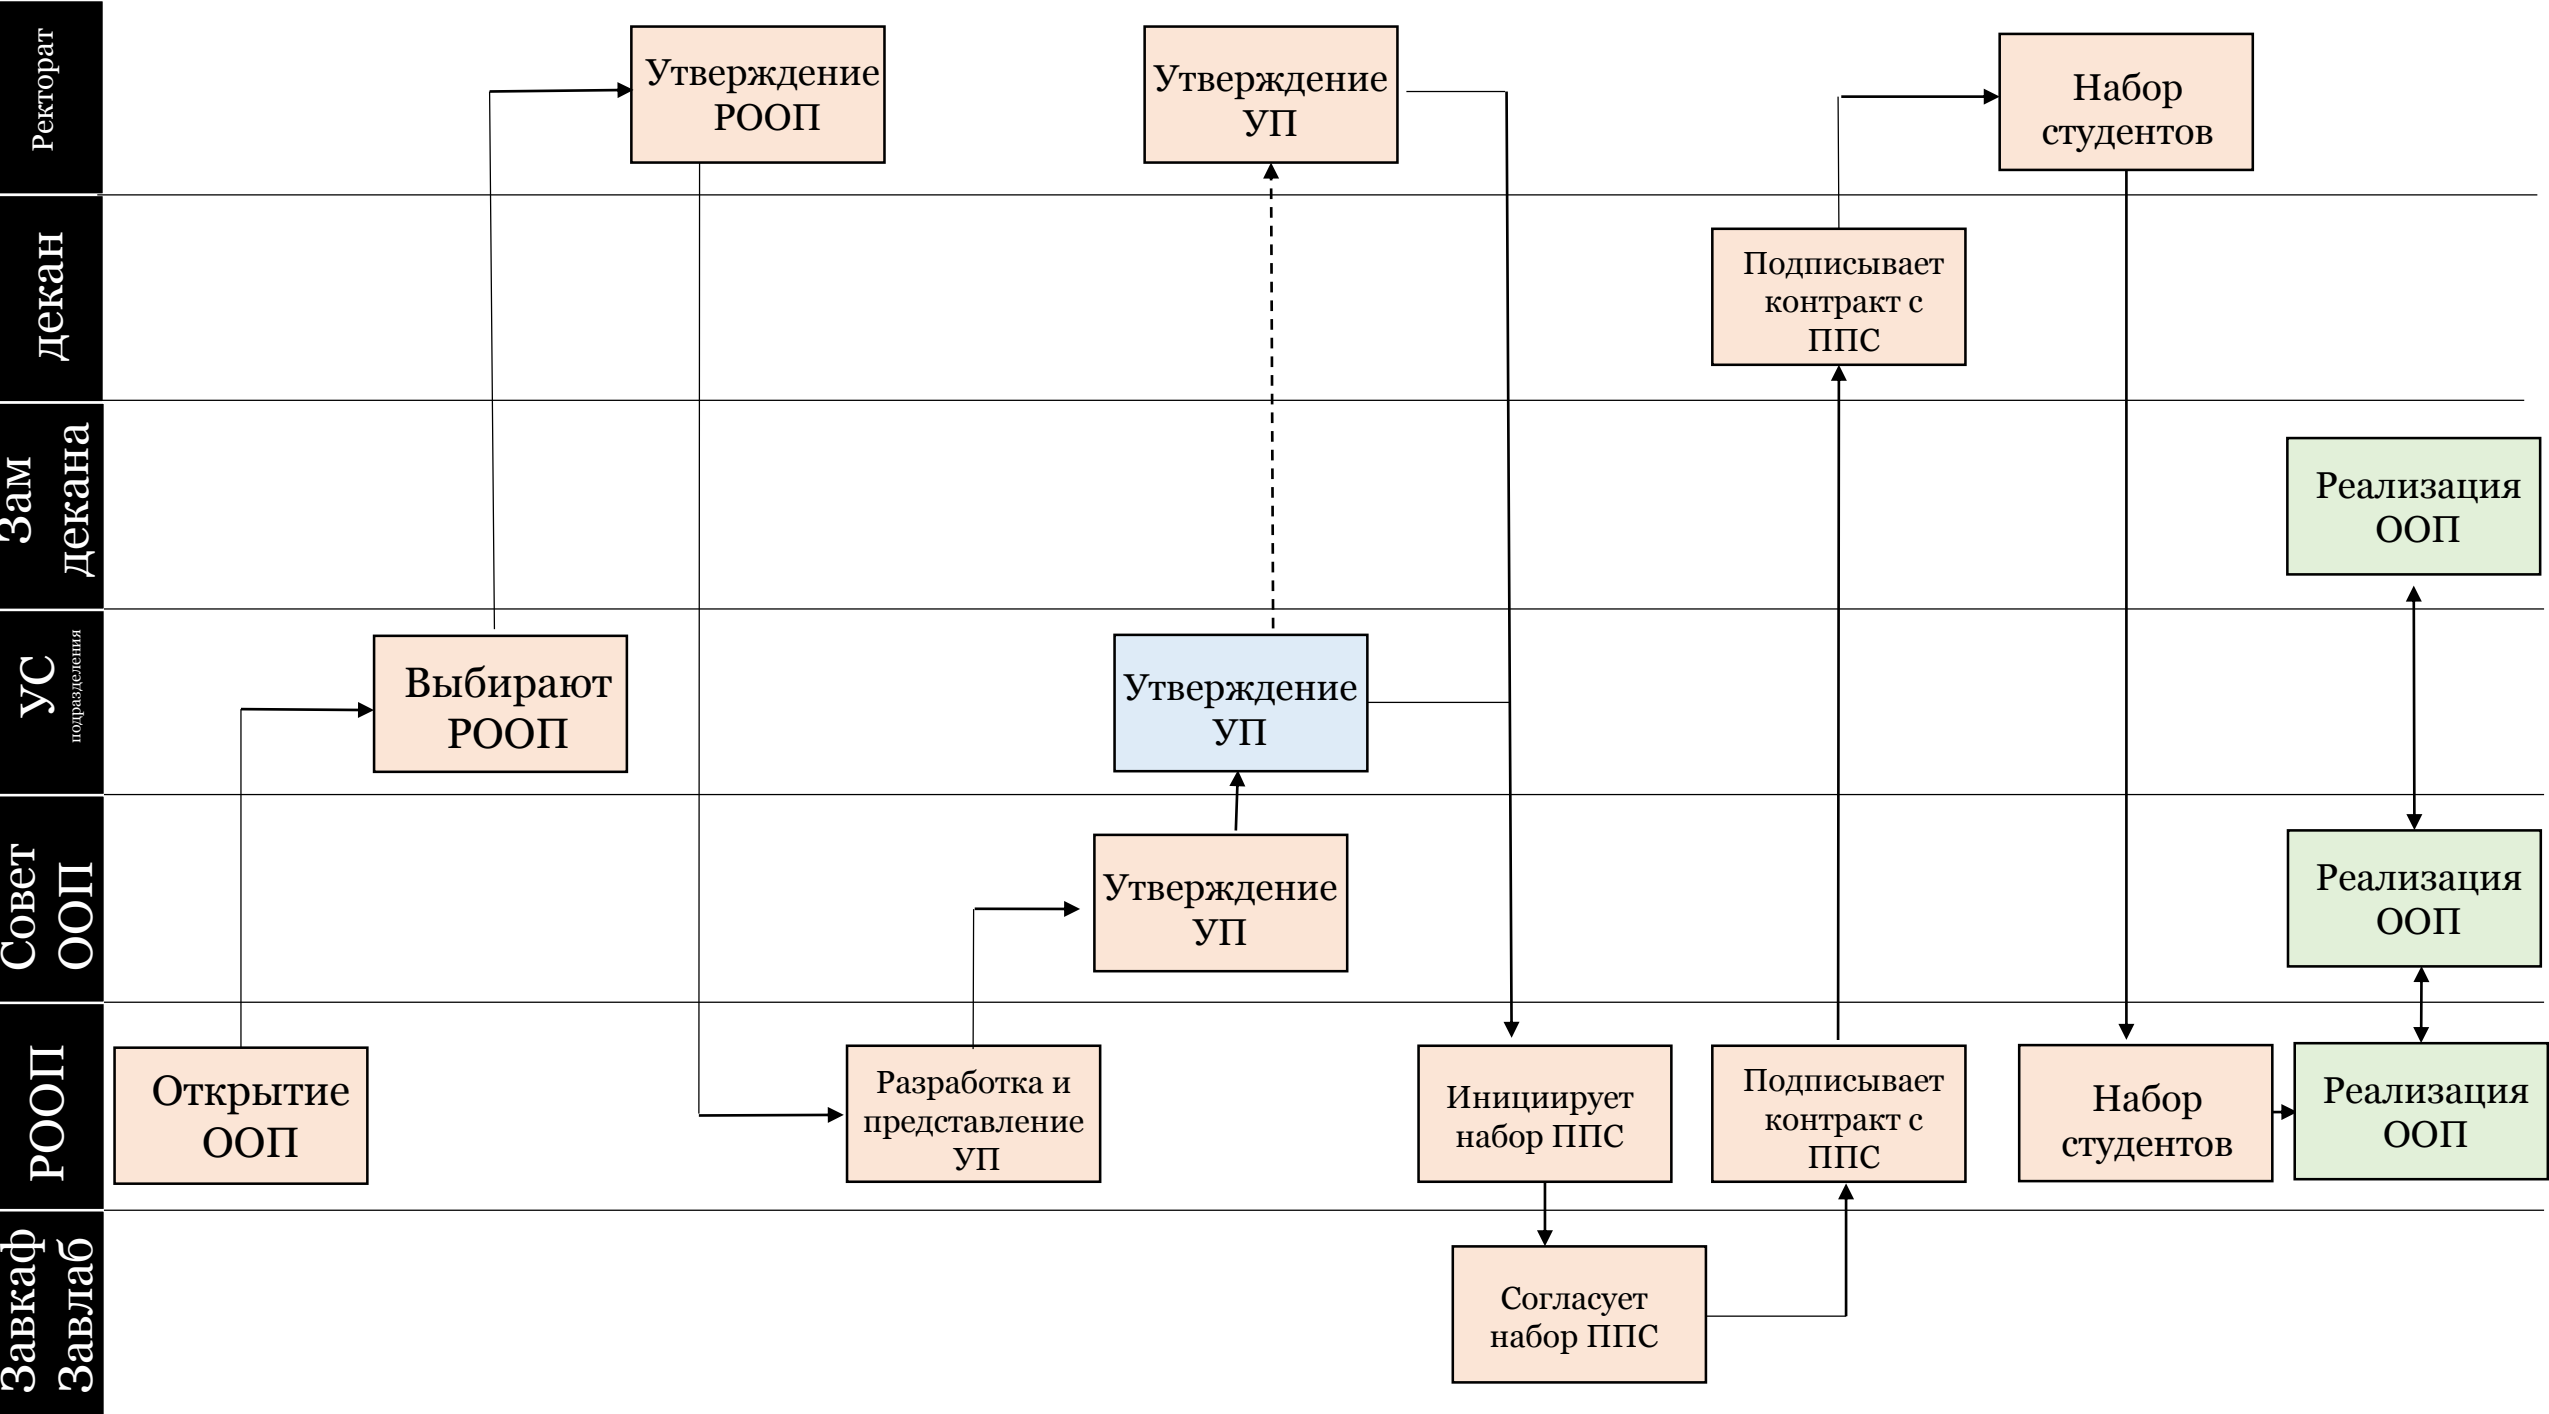 Ректорат
Утверждение
РООП
Утверждение
УП
Набор
студентов
декан
Подписывает
контракт с
ППС
Зам
декана
Реализация
ООП
УС
подразделения
Выбирают
РООП
Утверждение
УП
Совет
ООП
Утверждение
УП
Реализация
ООП
РООП
Открытие
ООП
Разработка и
представление
УП
Инициирует
набор ППС
Подписывает
контракт с
ППС
Набор
студентов
Реализация
ООП
Завкаф
Завлаб
Согласует
набор ППС